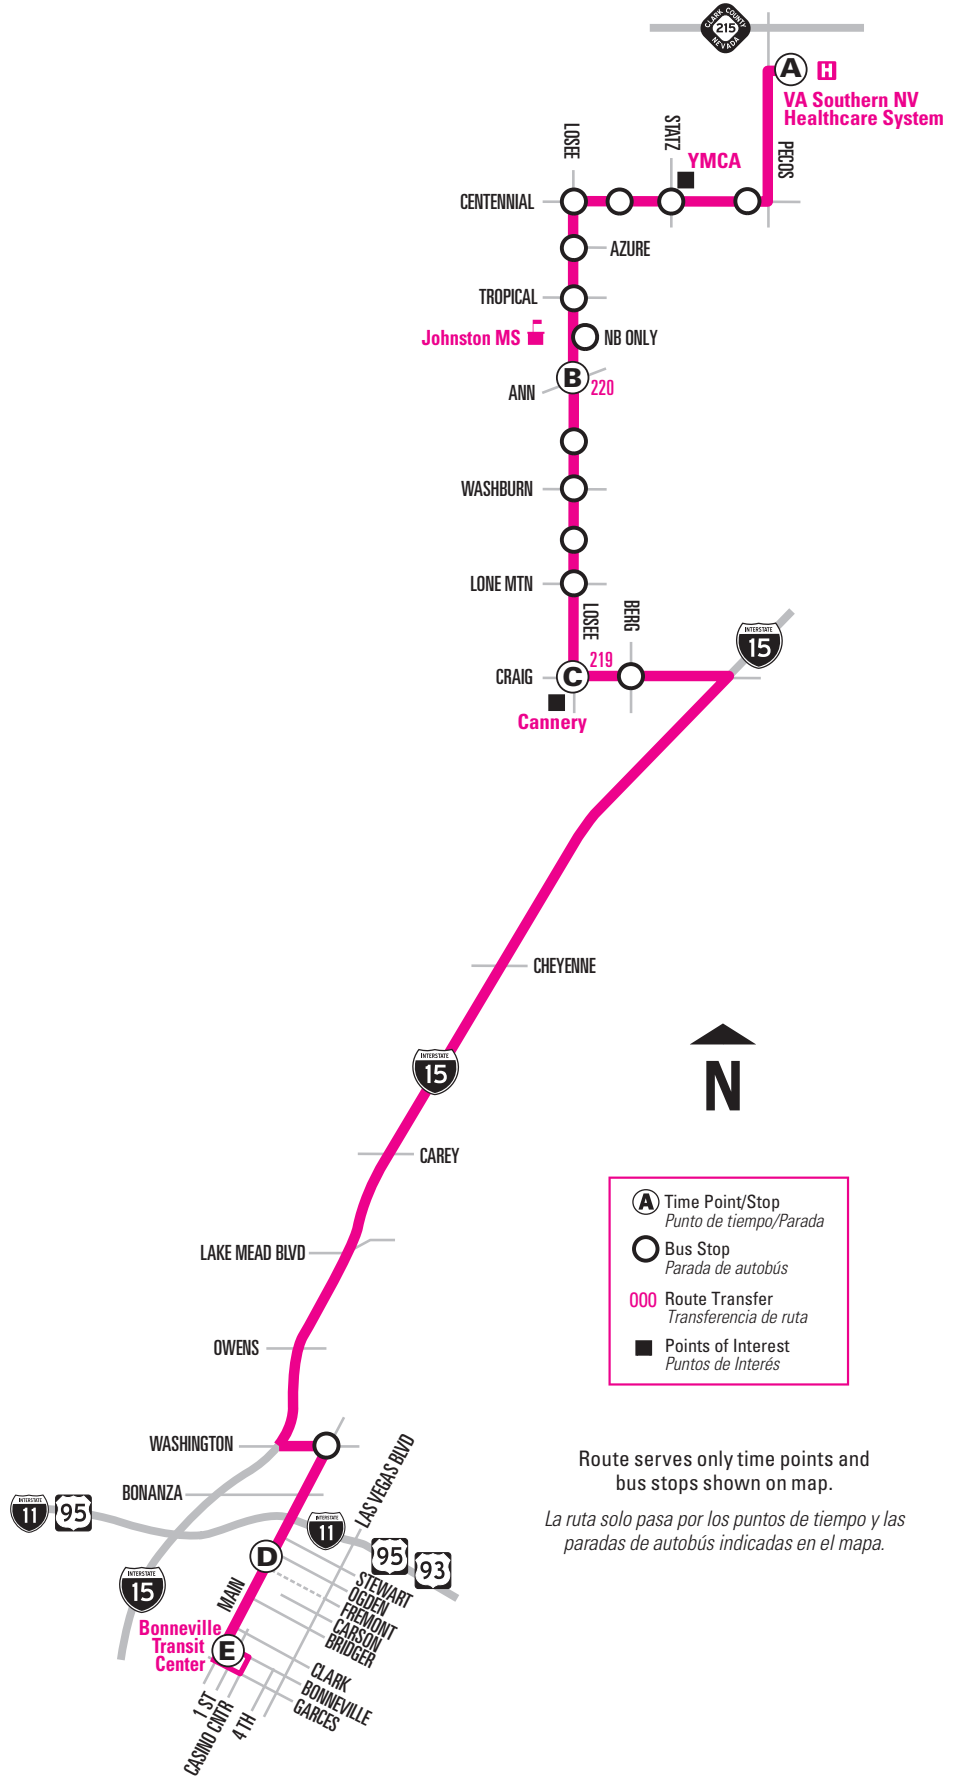 CLARK COUNTY
215
NEVADA
A
H
VA Southern NV
Healthcare System
LOSEE
STATZ
YMCA
PECOS
CENTENNIAL
AZURE
TROPICAL
Johnston MS
NB ONLY
B
220
ANN
WASHBURN
LONE MTN
LOSEE
BERG
INTERSTATE
15
219
CRAIG
C
Cannery
CHEYENNE
INTERSTATE
15
N
CAREY
A Time Point/Stop
Punto de tiempo/Parada
Bus Stop
Parada de autobús
000 Route Transfer
Transferencia de ruta
Points of Interest
Puntos de Interés
LAKE MEAD BLVD
OWENS
WASHINGTON
LAS VEGAS BLVD
Route serves only time points and
bus stops shown on map.
La ruta solo pasa por los puntos de tiempo y las
paradas de autobús indicadas en el mapa.
BONANZA
INTERSTATE
11
95
INTERSTATE
11
95
93
D
INTERSTATE
15
MAIN
STEWART
OGDEN
FREMONT
CARSON
BRIDGER
Bonneville
Transit
Center
E
CLARK
BONNEVILLE
GARCES
1 ST
CASINO CNTR
4 TH